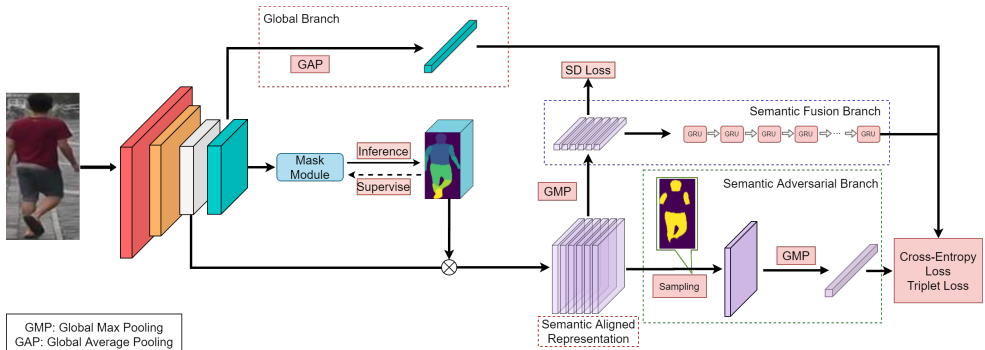 Global Branch
GAP
SD Loss
Semantic Fusion Branch
GRU
GRU
GRU
GRU
...
GRU
Mask
Module
Inference
Supervise
GMP
Semantic Adversarial Branch
GMP
Sampling
Cross-Entropy
Loss
Triplet Loss
Semantic Aligned
Representation
GMP: Global Max Pooling
GAP: Global Average Pooling